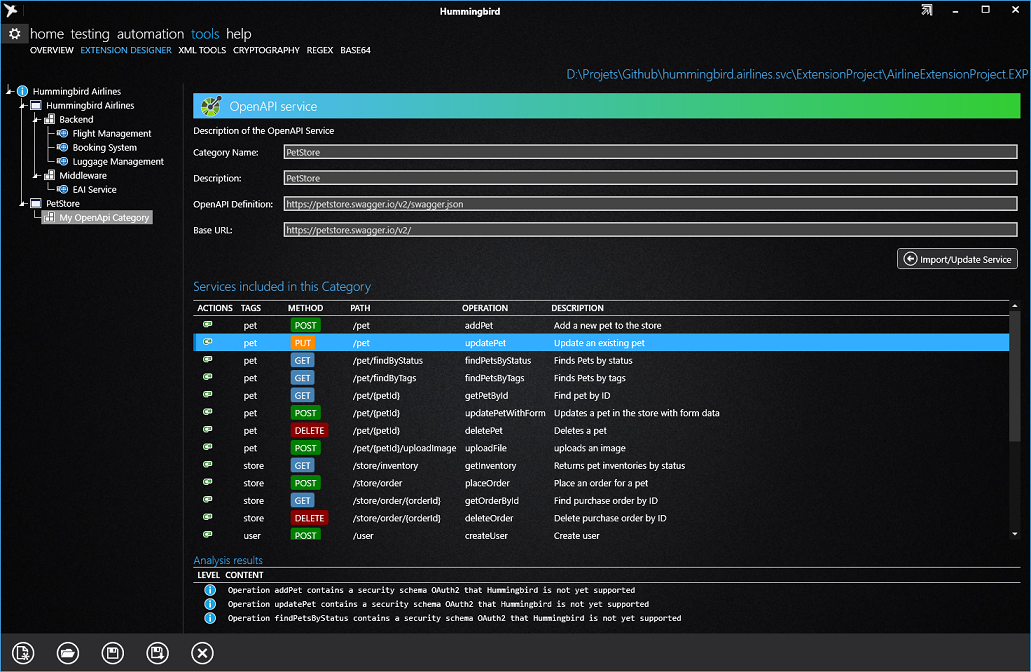 Hummingbird
home testing automation tools help
OVERVIEW EXTENSION DESIGNER XML TOOLS CRYPTOGRAPHY REGEX BASE64
D:\Projets\Github\hummingbird.airlines.svc\ExtensionProject\AirlineExtensionProject.EXP
Hummingbird Airlines
Hummingbird Airlines
Backend
Flight Management
Booking System
Luggage Management
Middleware
EAI Service
PetStore
My OpenApi Category
OpenAPI service
Description of the OpenAPI Service
Category Name: PetStore
Description: PetStore
OpenAPI Definition: https://petstore.swagger.io/v2/swagger.json
Base URL: https://petstore.swagger.io/v2/
Import/Update Service
Services included in this Category
ACTIONS TAGS METHOD PATH OPERATION DESCRIPTION
pet POST /pet addPet Add a new pet to the store
pet PUT /pet updatePet Update an existing pet
pet GET /pet/findByStatus findPetsByStatus Finds Pets by status
pet GET /pet/findByTags findPetsByTags Finds Pets by tags
pet GET /pet/{petId} getPetById Find pet by ID
pet POST /pet/{petId} updatePetWithForm Updates a pet in the store with form data
pet DELETE /pet/{petId} deletePet Deletes a pet
pet POST /pet/{petId}/uploadImage uploadFile uploads an image
store GET /store/inventory getInventory Returns pet inventories by status
store POST /store/order placeOrder Place an order for a pet
store GET /store/order/{orderId} getOrderById Find purchase order by ID
store DELETE /store/order/{orderId} deleteOrder Delete purchase order by ID
user POST /user createUser Create user
Analysis results
LEVEL CONTENT
Operation addPet contains a security schema OAuth2 that Hummingbird is not yet supported
Operation updatePet contains a security schema OAuth2 that Hummingbird is not yet supported
Operation findPetsByStatus contains a security schema OAuth2 that Hummingbird is not yet supported